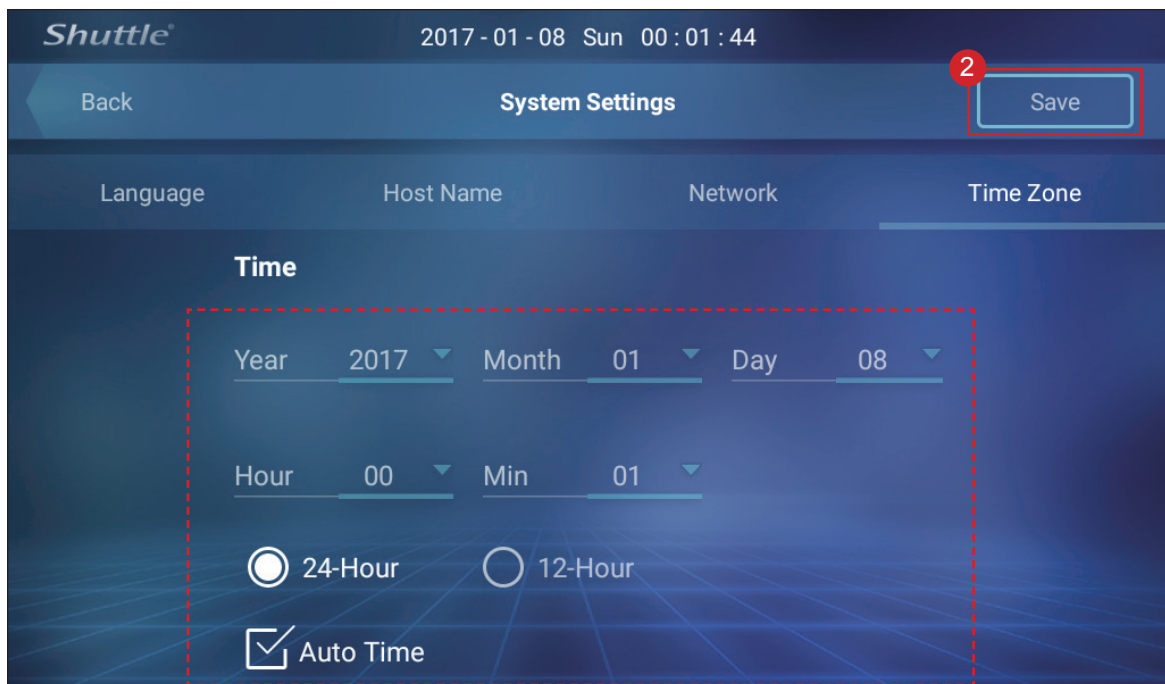 Shuttle® 2017 - 01 - 08 Sun 00 : 01 : 44
2
Back System Settings Save
Language Host Name Network Time Zone
Time
Year 2017 Month 01 Day 08
Hour 00 Min 01
24-Hour 12-Hour
Auto Time